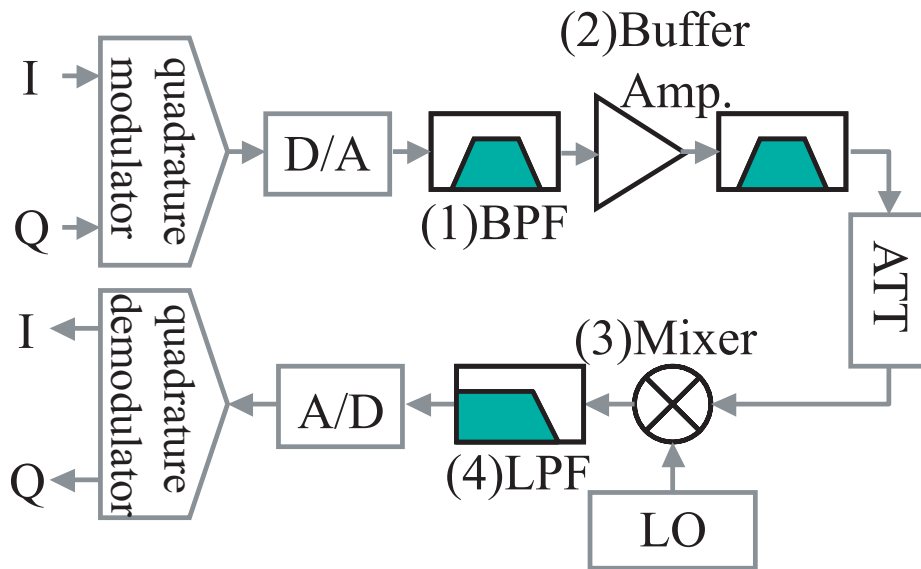 (2)Buffer
Amp.
I
Q
quadrature
modulator
D/A
(1)BPF
ATT
I
Q
quadrature
demodulator
A/D
(4)LPF
(3)Mixer
LO